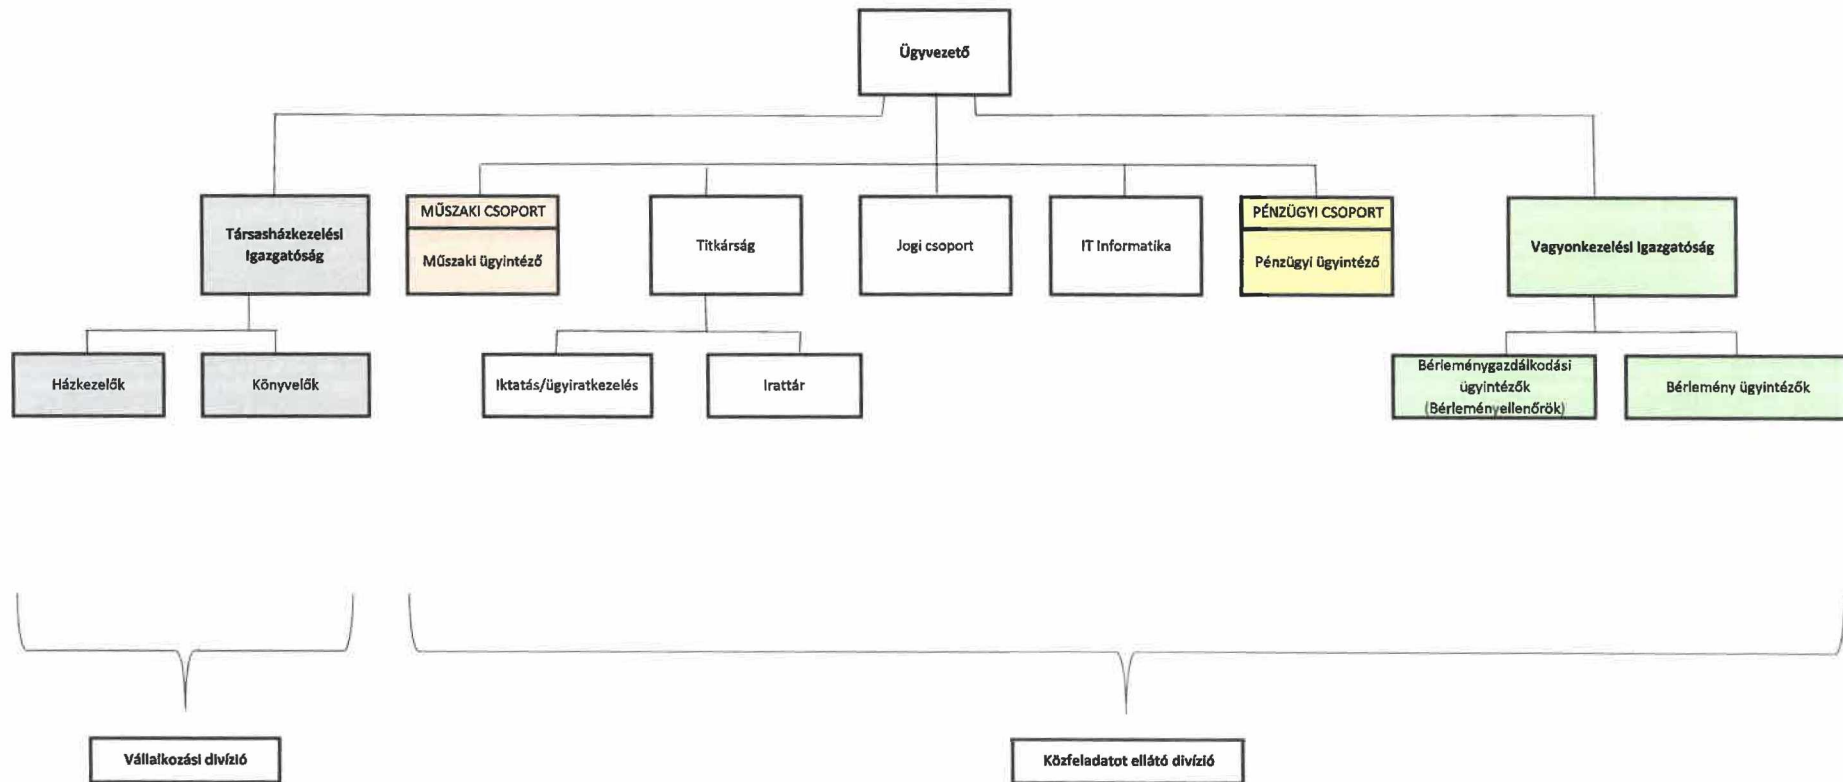 Ügyvezető
Társasházkezelési
Igazgatóság
MŰSZAKI CSOPORT
Műszaki ügyintéző
Titkárság
Jogi csoport
IT Informatika
PÉNZÜGYI CSOPORT
Pénzügyi ügyintéző
Vagyonkezelési Igazgatóság
Házkezelők
Könyvelők
Iktatás/ügyiratkezelés
Irattár
Bérleménygazdálkodási
ügyintézők
(Bérleményellenőrök)
Bérlemény ügyintézők
Vállalkozási divízió
Közfeladatot ellátó divízió